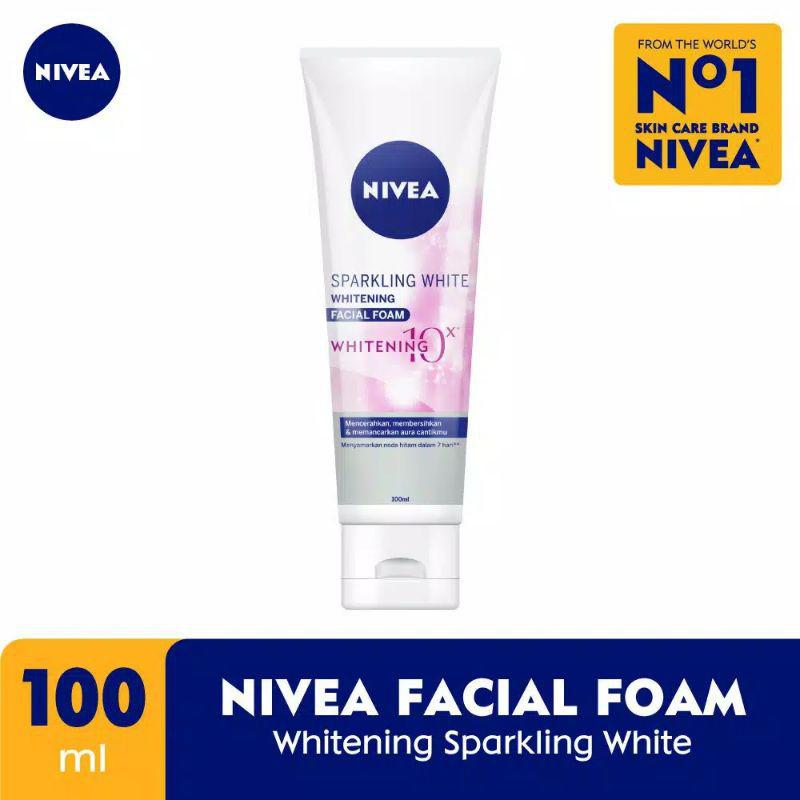 NIVEA
FROM THE WORLD'S
Nº1
SKIN CARE BRAND
NIVEA*
NIVEA
SPARKLING WHITE
WHITENING
FACIAL FOAM
WHITENING 10X*
Mencerahkan, membersihkan
& memancarkan aura cantikmu
Menyamarkan noda hitam dalam 7 hari**
100ml
100
ml
NIVEA FACIAL FOAM
Whitening Sparkling White